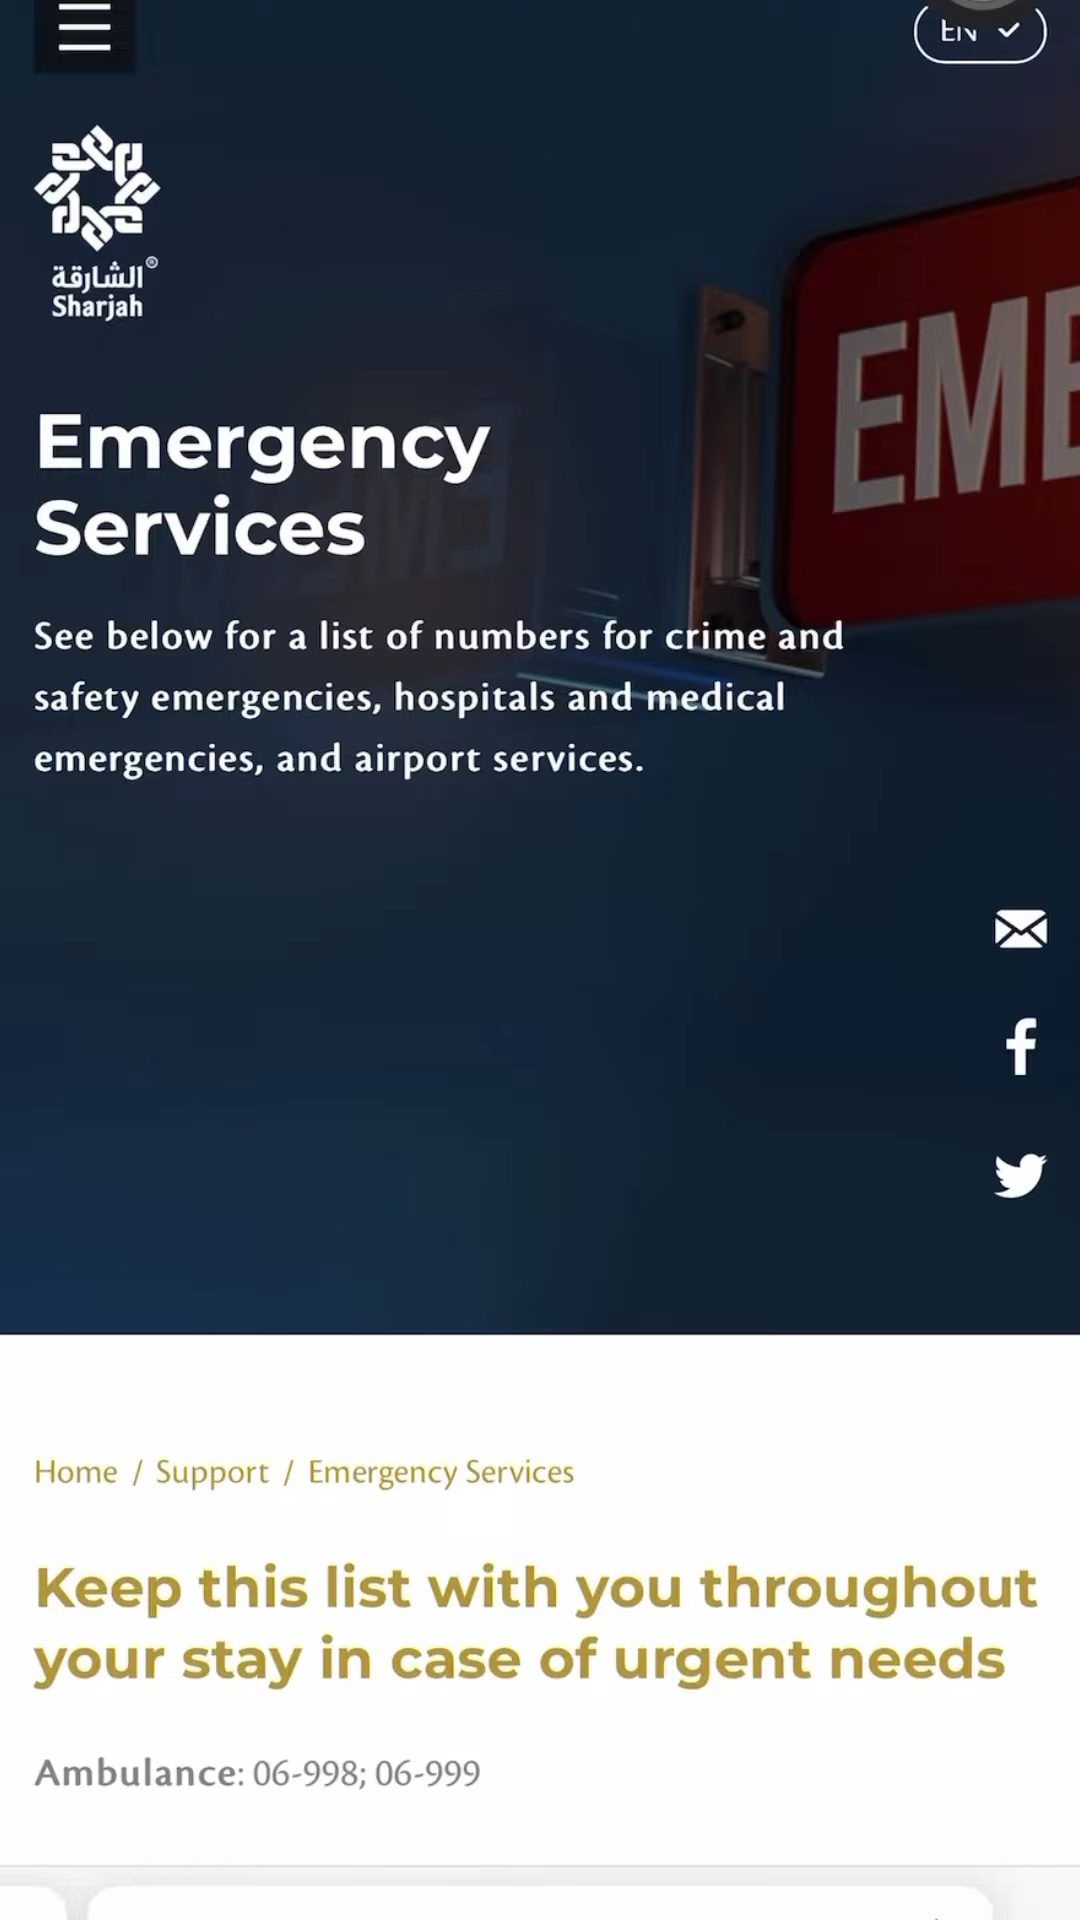 EN
الشارقة®
Sharjah
EME
Emergency
Services
See below for a list of numbers for crime and
safety emergencies, hospitals and medical
emergencies, and airport services.
Home / Support / Emergency Services
Keep this list with you throughout
your stay in case of urgent needs
Ambulance: 06-998; 06-999